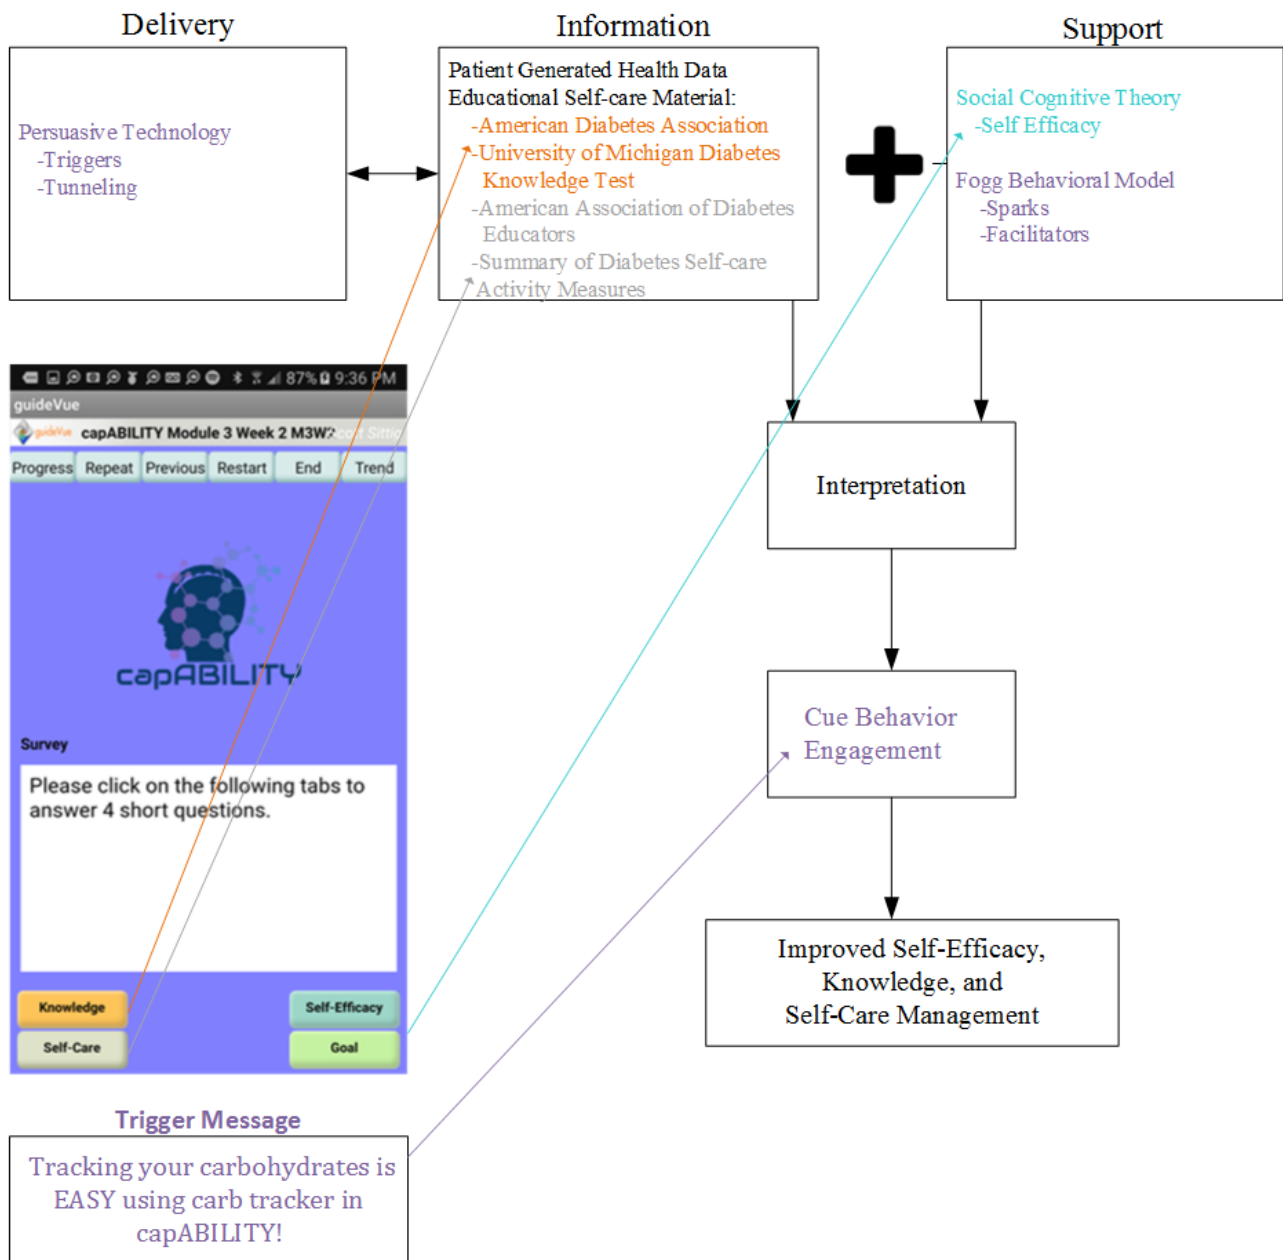 Delivery
Information
Support
Persuasive Technology
-Triggers
-Tunneling
Patient Generated Health Data
Educational Self-care Material:
-American Diabetes Association
-University of Michigan Diabetes
Knowledge Test
-American Association of Diabetes
Educators
-Summary of Diabetes Self-care
Activity Measures
Social Cognitive Theory
-Self Efficacy
Fogg Behavioral Model
-Sparks
-Facilitators
87% 9:36 PM
guideVue
guideVue capABILITY Module 3 Week 2 M3W2
Progress Repeat Previous Restart End Trend
capABILITY
Survey
Please click on the following tabs to
answer 4 short questions.
Knowledge Self-Efficacy
Self-Care Goal
Interpretation
Cue Behavior
Engagement
Improved Self-Efficacy,
Knowledge, and
Self-Care Management
Trigger Message
Tracking your carbohydrates is
EASY using carb tracker in
capABILITY!